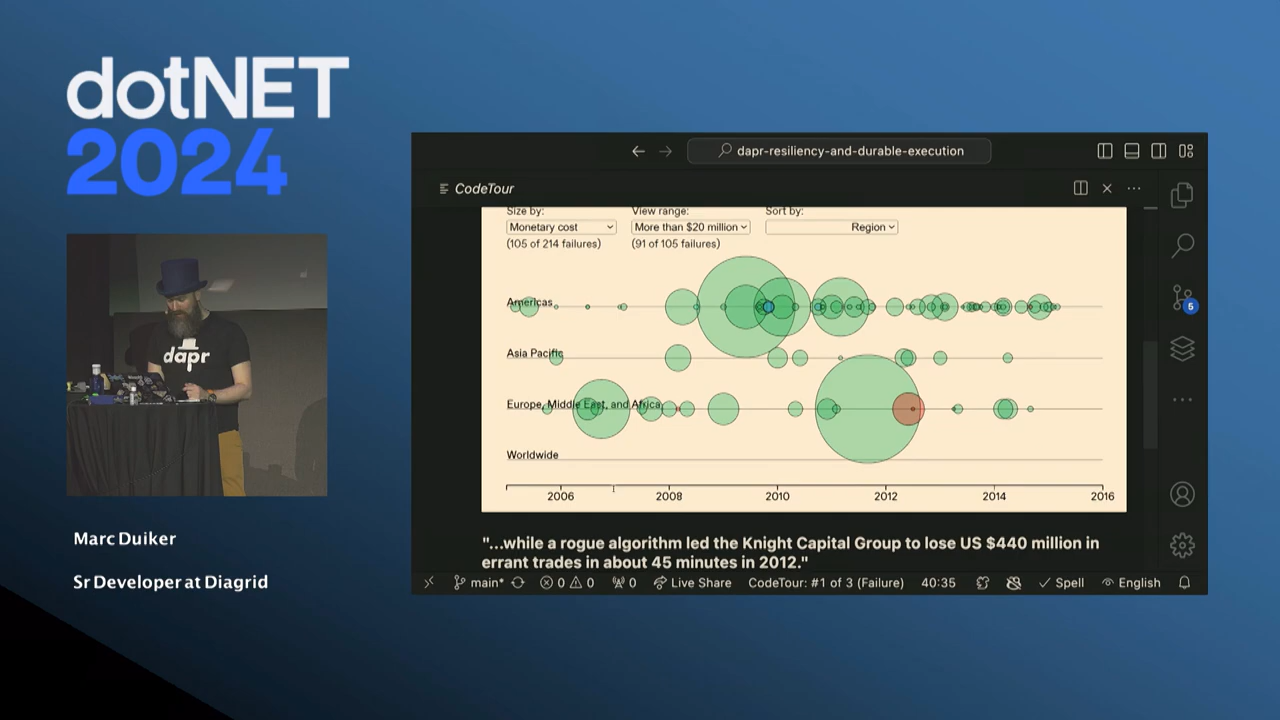 dotNET
2024
dapr
Marc Duiker
Sr Developer at Diagrid
dapr-resiliency-and-durable-execution
CodeTour
Size by:
View range:
Sort by:
Monetary cost
More than $20 million
Region
(105 of 214 failures)
(91 of 105 failures)
Americas
Asia Pacific
Europe, Middle East, and Africa
Worldwide
2006
2008
2010
2012
2014
2016
"...while a rogue algorithm led the Knight Capital Group to lose US $440 million in
errant trades in about 45 minutes in 2012."
5
main*
0
0
0
Live Share
CodeTour: #1 of 3 (Failure)
40:35
Spell
English